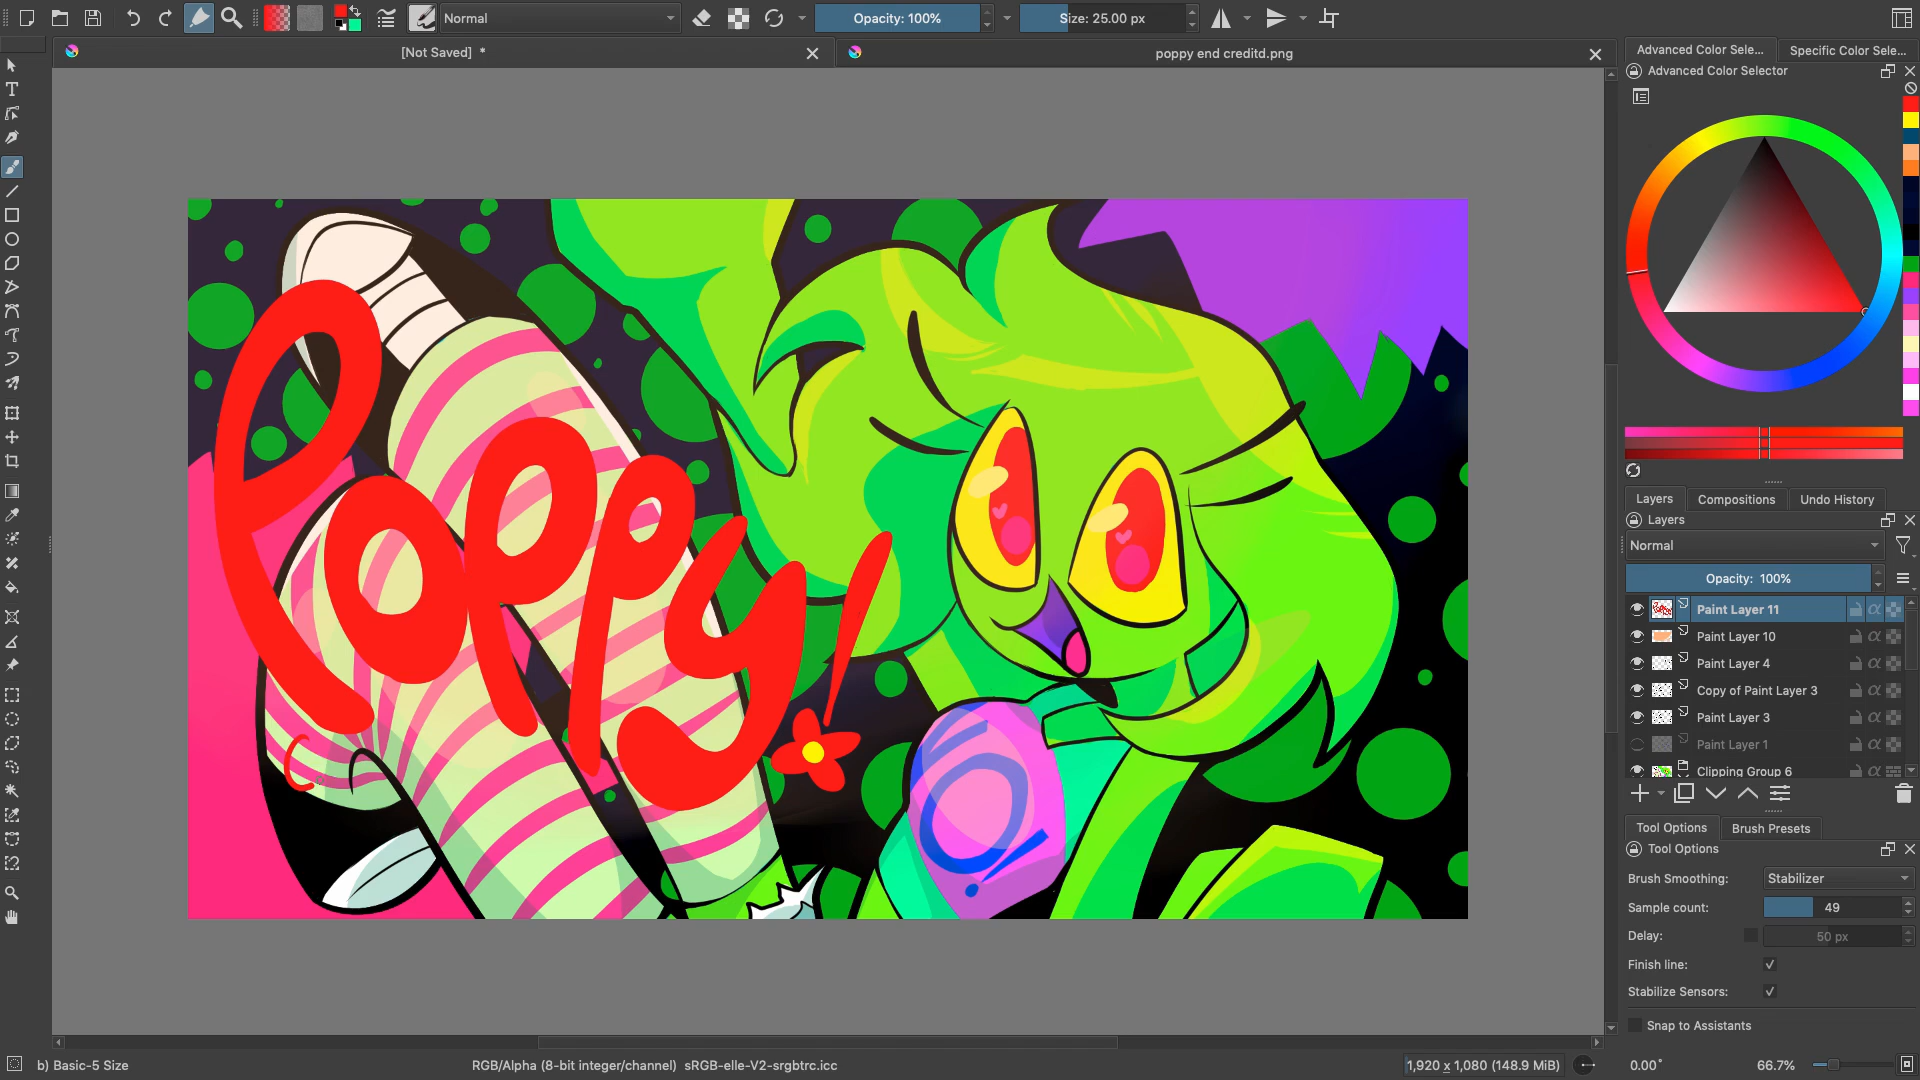 Normal
Opacity: 100%
Size: 25.00 px
[Not Saved] *
poppy end creditd.png
Advanced Color Sele...
Specific Color Sele...
Advanced Color Selector
Poppy!
Layers
Compositions
Undo History
Layers
Normal
Opacity: 100%
Paint Layer 11
Paint Layer 10
Paint Layer 4
Copy of Paint Layer 3
Paint Layer 3
Paint Layer 1
Clipping Group 6
Tool Options
Brush Presets
Tool Options
Brush Smoothing:
Stabilizer
Sample count:
49
Delay:
50 px
Finish line:
Stabilize Sensors:
Snap to Assistants
b) Basic-5 Size
RGB/Alpha (8-bit integer/channel) sRGB-elle-V2-srgbtrc.icc
1,920 x 1,080 (148.9 MiB)
0.00°
66.7%